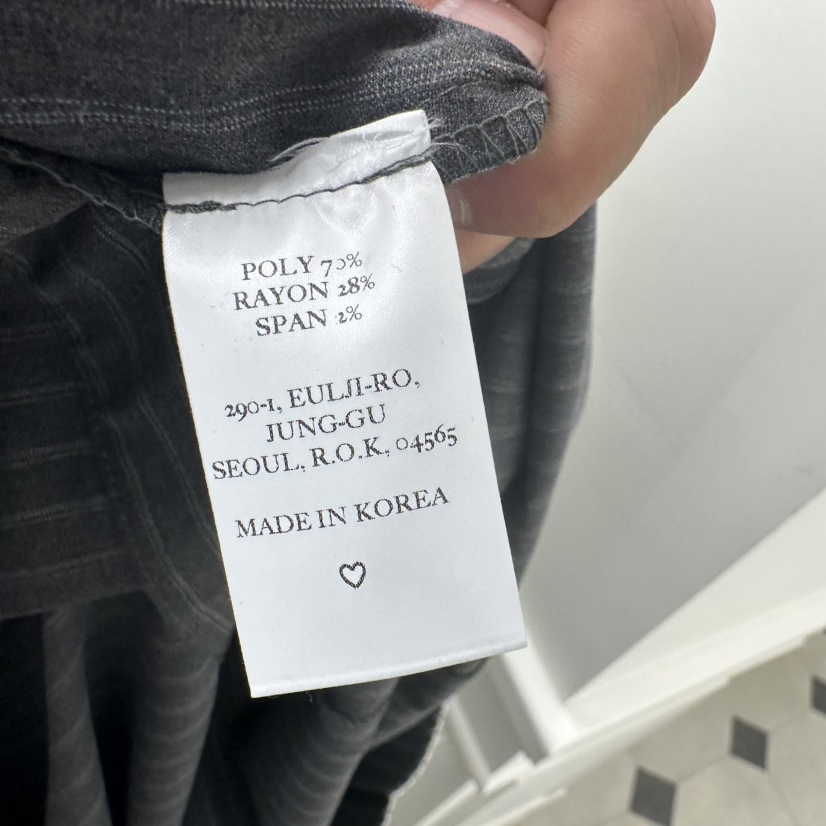 POLY 70%
RAYON 28%
SPAN 2%
290-1, EULJI-RO,
JUNG-GU
SEOUL, R.O.K, 04565
MADE IN KOREA